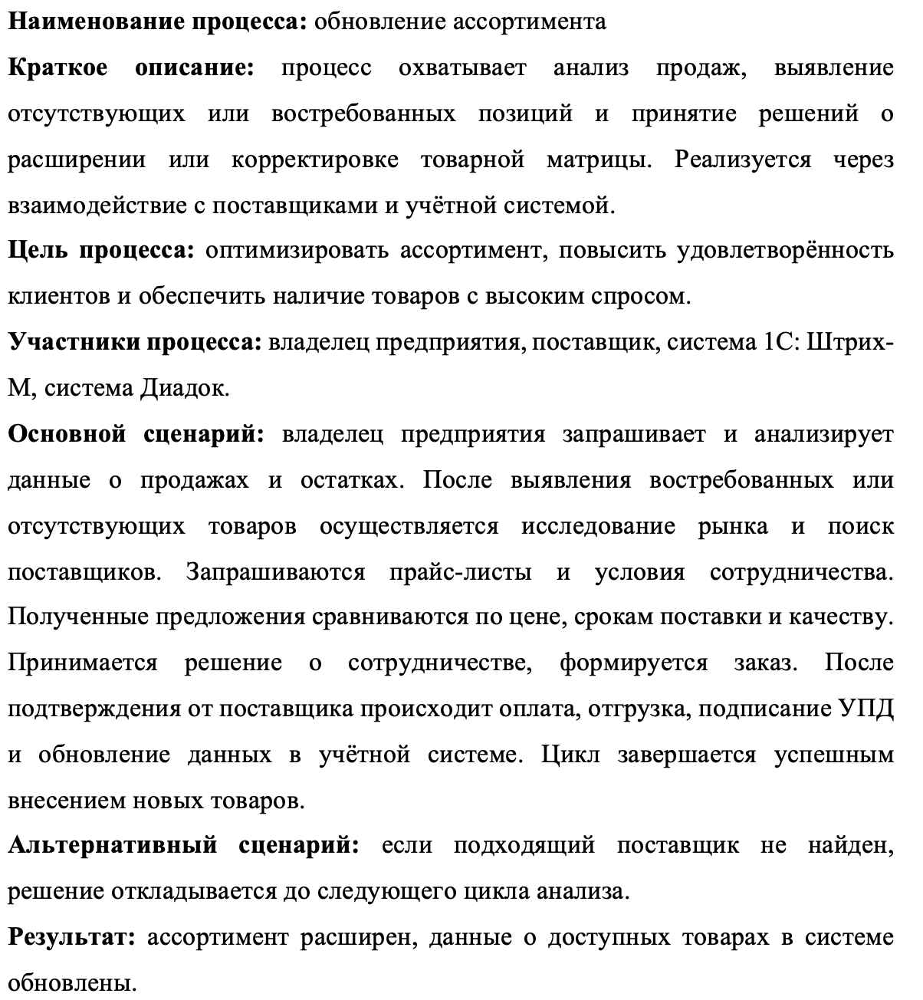 Наименование процесса: обновление ассортимента
Краткое описание: процесс охватывает анализ продаж, выявление
отсутствующих или востребованных позиций и принятие решений о
расширении или корректировке товарной матрицы. Реализуется через
взаимодействие с поставщиками и учётной системой.
Цель процесса: оптимизировать ассортимент, повысить удовлетворённость
клиентов и обеспечить наличие товаров с высоким спросом.
Участники процесса: владелец предприятия, поставщик, система 1С: Штрих-
М, система Диадок.
Основной сценарий: владелец предприятия запрашивает и анализирует
данные о продажах и остатках. После выявления востребованных или
отсутствующих товаров осуществляется исследование рынка и поиск
поставщиков. Запрашиваются прайс-листы и условия сотрудничества.
Полученные предложения сравниваются по цене, срокам поставки и качеству.
Принимается решение о сотрудничестве, формируется заказ. После
подтверждения от поставщика происходит оплата, отгрузка, подписание УПД
и обновление данных в учётной системе. Цикл завершается успешным
внесением новых товаров.
Альтернативный сценарий: если подходящий поставщик не найден,
решение откладывается до следующего цикла анализа.
Результат: ассортимент расширен, данные о доступных товарах в системе
обновлены.